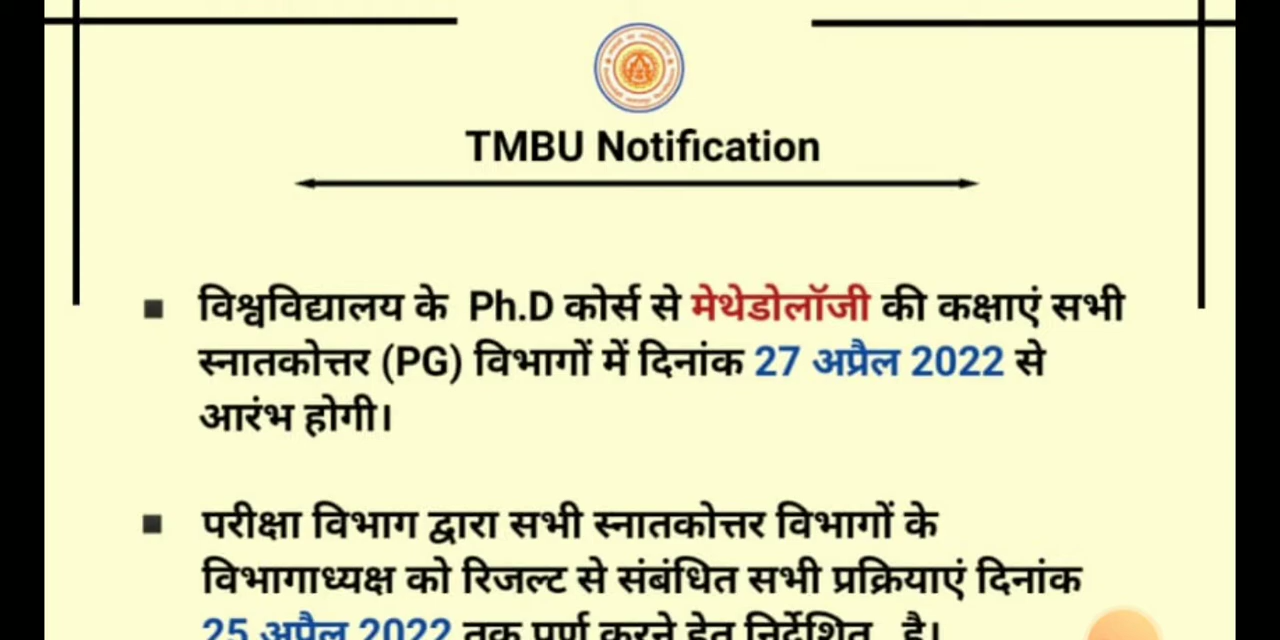 TMBU Notification
▪ विश्वविद्यालय के Ph.D कोर्स से मेथेडोलॉजी की कक्षाएं सभी
स्नातकोत्तर (PG) विभागों में दिनांक 27 अप्रैल 2022 से
आरंभ होगी।
▪ परीक्षा विभाग द्वारा सभी स्नातकोत्तर विभागों के
विभागाध्यक्ष को रिजल्ट से संबंधित सभी प्रक्रियाएं दिनांक
25 अप्रैल 2022 तक पूर्ण करने हेतु निर्देशित है।